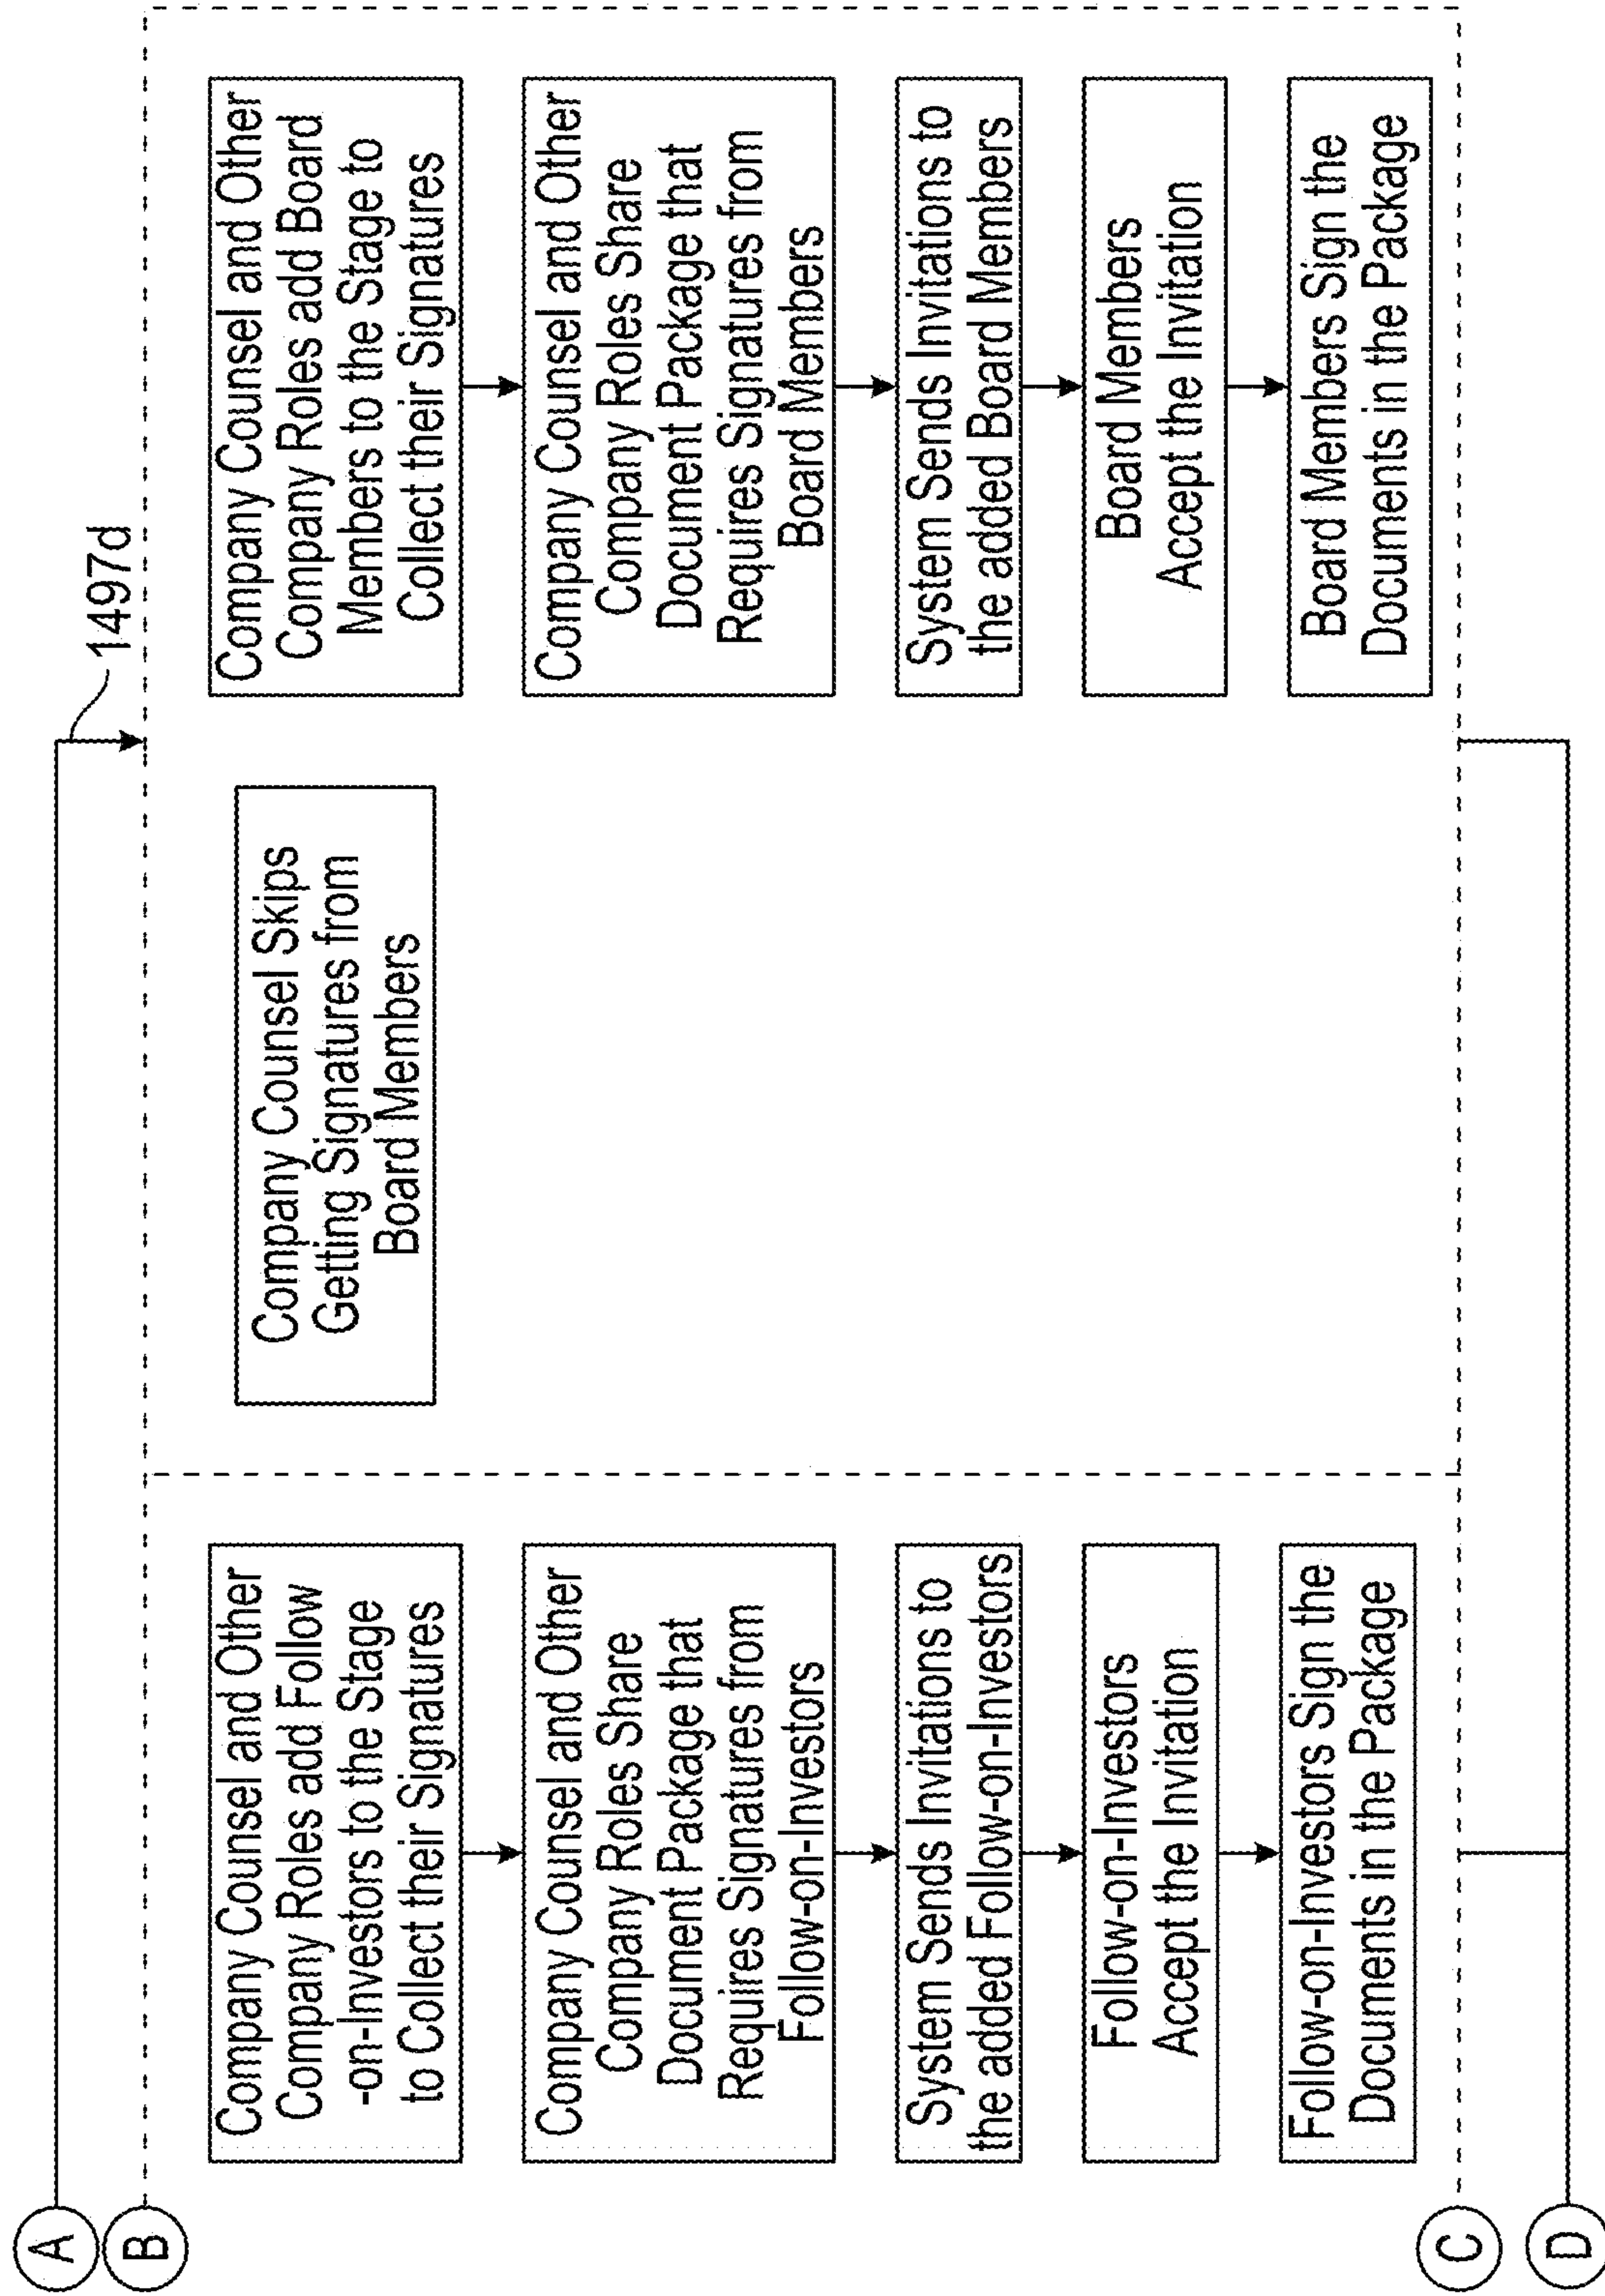 A
1497d
B
Company Counsel and Other
Company Roles add Follow
-on-Investors to the Stage
to Collect their Signatures
Company Counsel and Other
Company Roles Share
Document Package that
Requires Signatures from
Follow-on-Investors
System Sends Invitations to
the added Follow-on-Investors
Follow-on-Investors
Accept the Invitation
Follow-on-Investors Sign the
Documents in the Package
Company Counsel Skips
Getting Signatures from
Board Members
Company Counsel and Other
Company Roles add Board
Members to the Stage to
Collect their Signatures
Company Counsel and Other
Company Roles Share
Document Package that
Requires Signatures from
Board Members
System Sends Invitations to
the added Board Members
Board Members
Accept the Invitation
Board Members Sign the
Documents in the Package
C
D